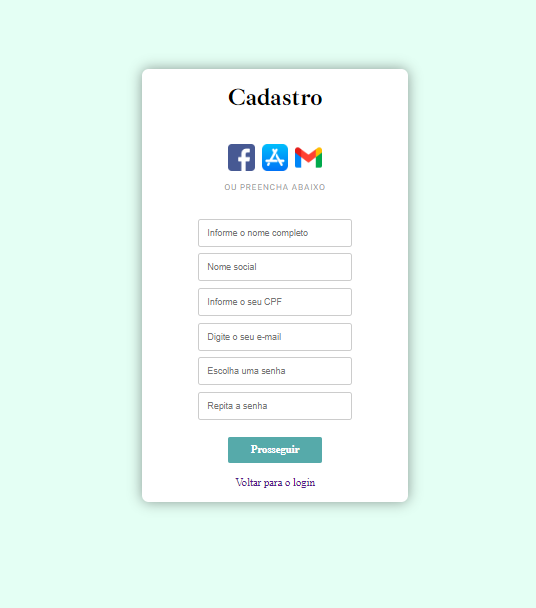 Cadastro
OU PREENCHA ABAIXO
Informe o nome completo
Nome social
Informe o seu CPF
Digite o seu e-mail
Escolha uma senha
Repita a senha
Prosseguir
Voltar para o login